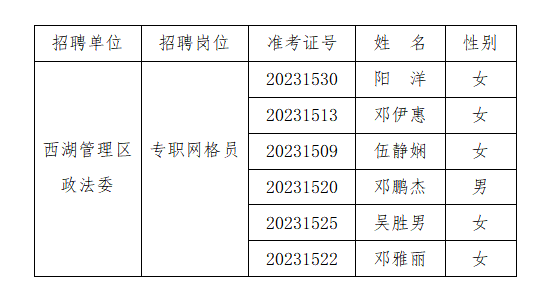 招聘单位 招聘岗位 准考证号 姓 名 性别
西湖管理区
政法委
专职网格员
20231530 阳 洋 女
20231513 邓伊惠 女
20231509 伍静娴 女
20231520 邓鹏杰 男
20231525 吴胜男 女
20231522 邓雅丽 女